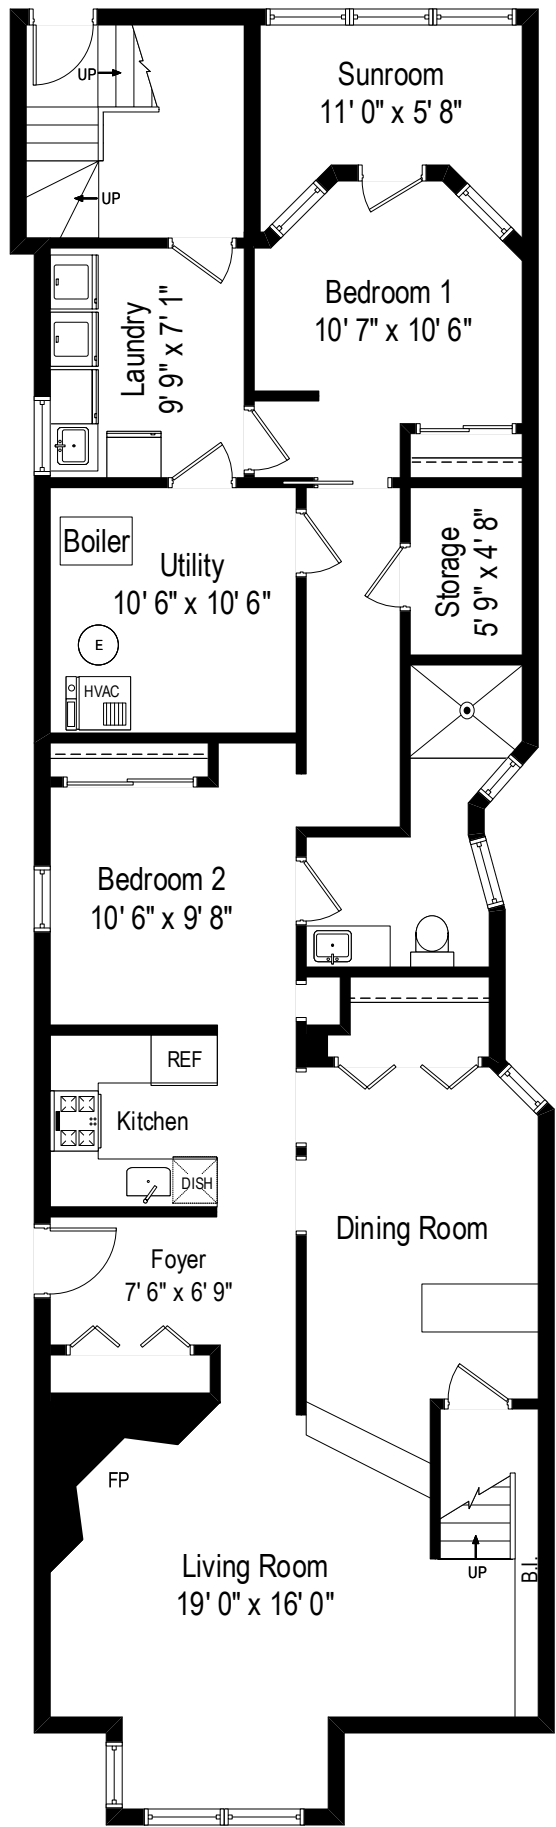 UP
Sunroom
11' 0" x 5' 8"
UP
Bedroom 1
10' 7" x 10' 6"
Laundry
9' 9" x 7' 1"
Boiler
Utility
10' 6" x 10' 6"
Storage
5' 9" x 4' 8"
E
HVAC
Bedroom 2
10' 6" x 9' 8"
REF
Kitchen
DISH
Dining Room
Foyer
7' 6" x 6' 9"
FP
Living Room
19' 0" x 16' 0"
UP
B.I.